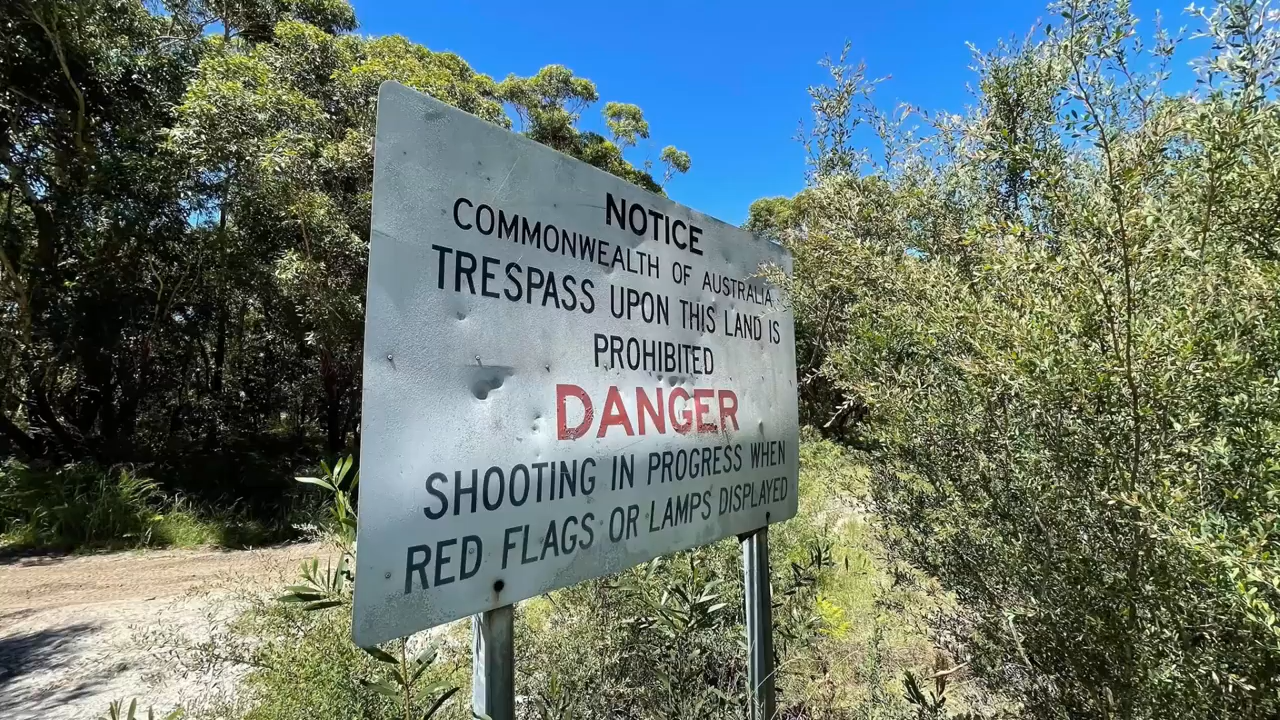 NOTICE
COMMONWEALTH OF AUSTRALIA
TRESPASS UPON THIS LAND IS
PROHIBITED
DANGER
SHOOTING IN PROGRESS WHEN
RED FLAGS OR LAMPS DISPLAYED